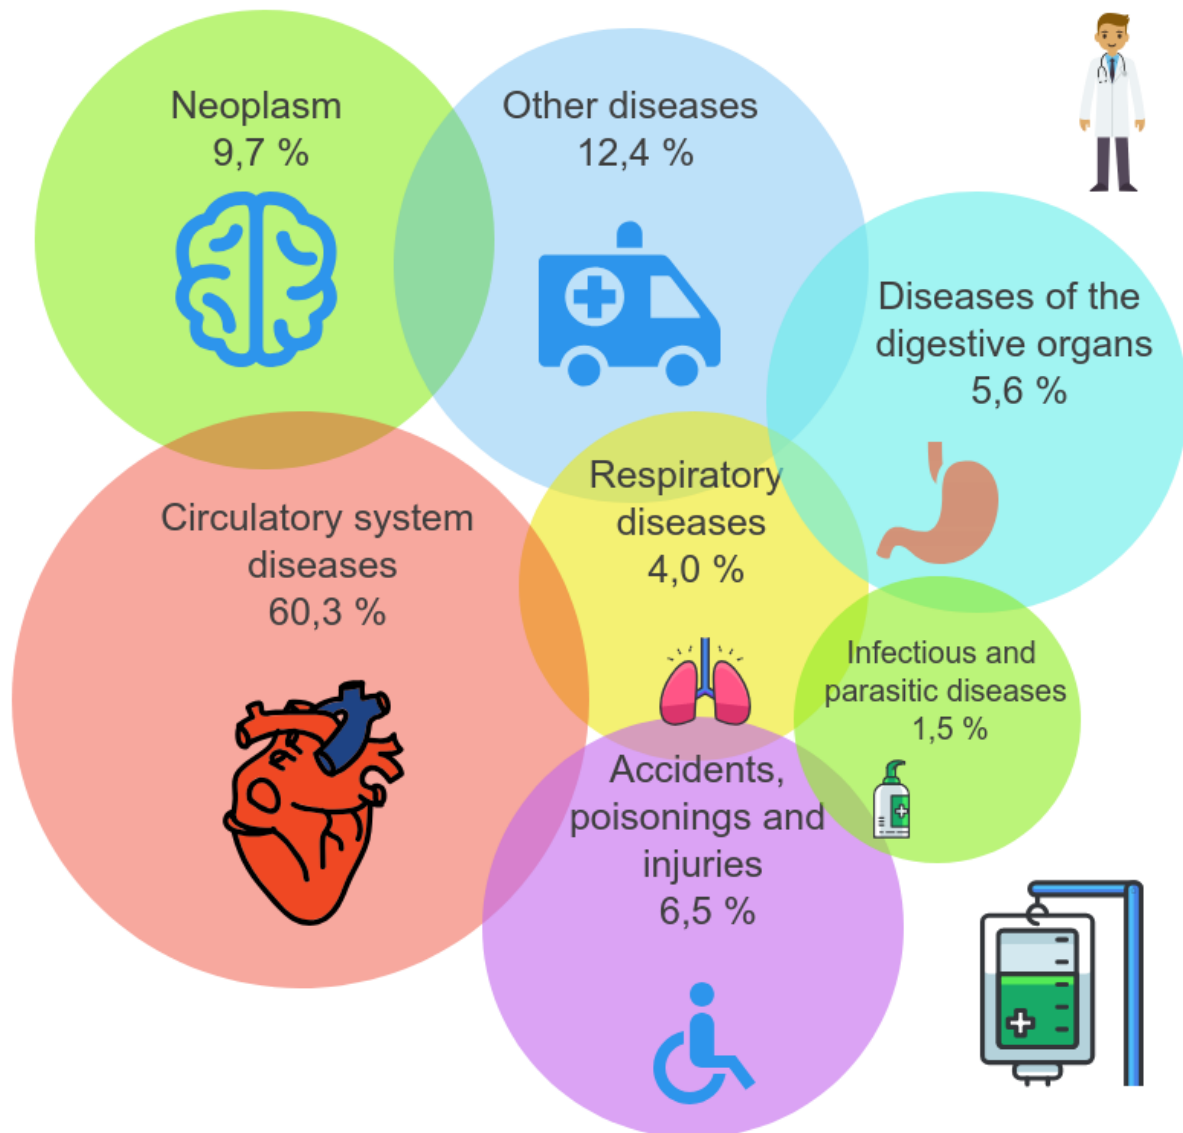 Neoplasm
9,7 %
Other diseases
12,4 %
Diseases of the
digestive organs
5,6 %
Respiratory
diseases
4,0 %
Circulatory system
diseases
60,3 %
Infectious and
parasitic diseases
1,5 %
Accidents,
poisonings and
injuries
6,5 %